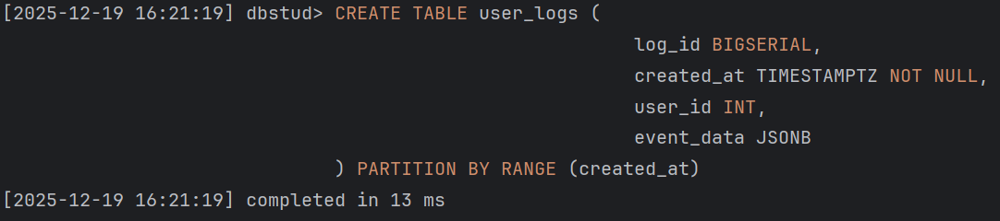 [2025-12-19 16:21:19] dbstud> CREATE TABLE user_logs (
log_id BIGSERIAL,
created_at TIMESTAMPTZ NOT NULL,
user_id INT,
event_data JSONB
) PARTITION BY RANGE (created_at)
[2025-12-19 16:21:19] completed in 13 ms